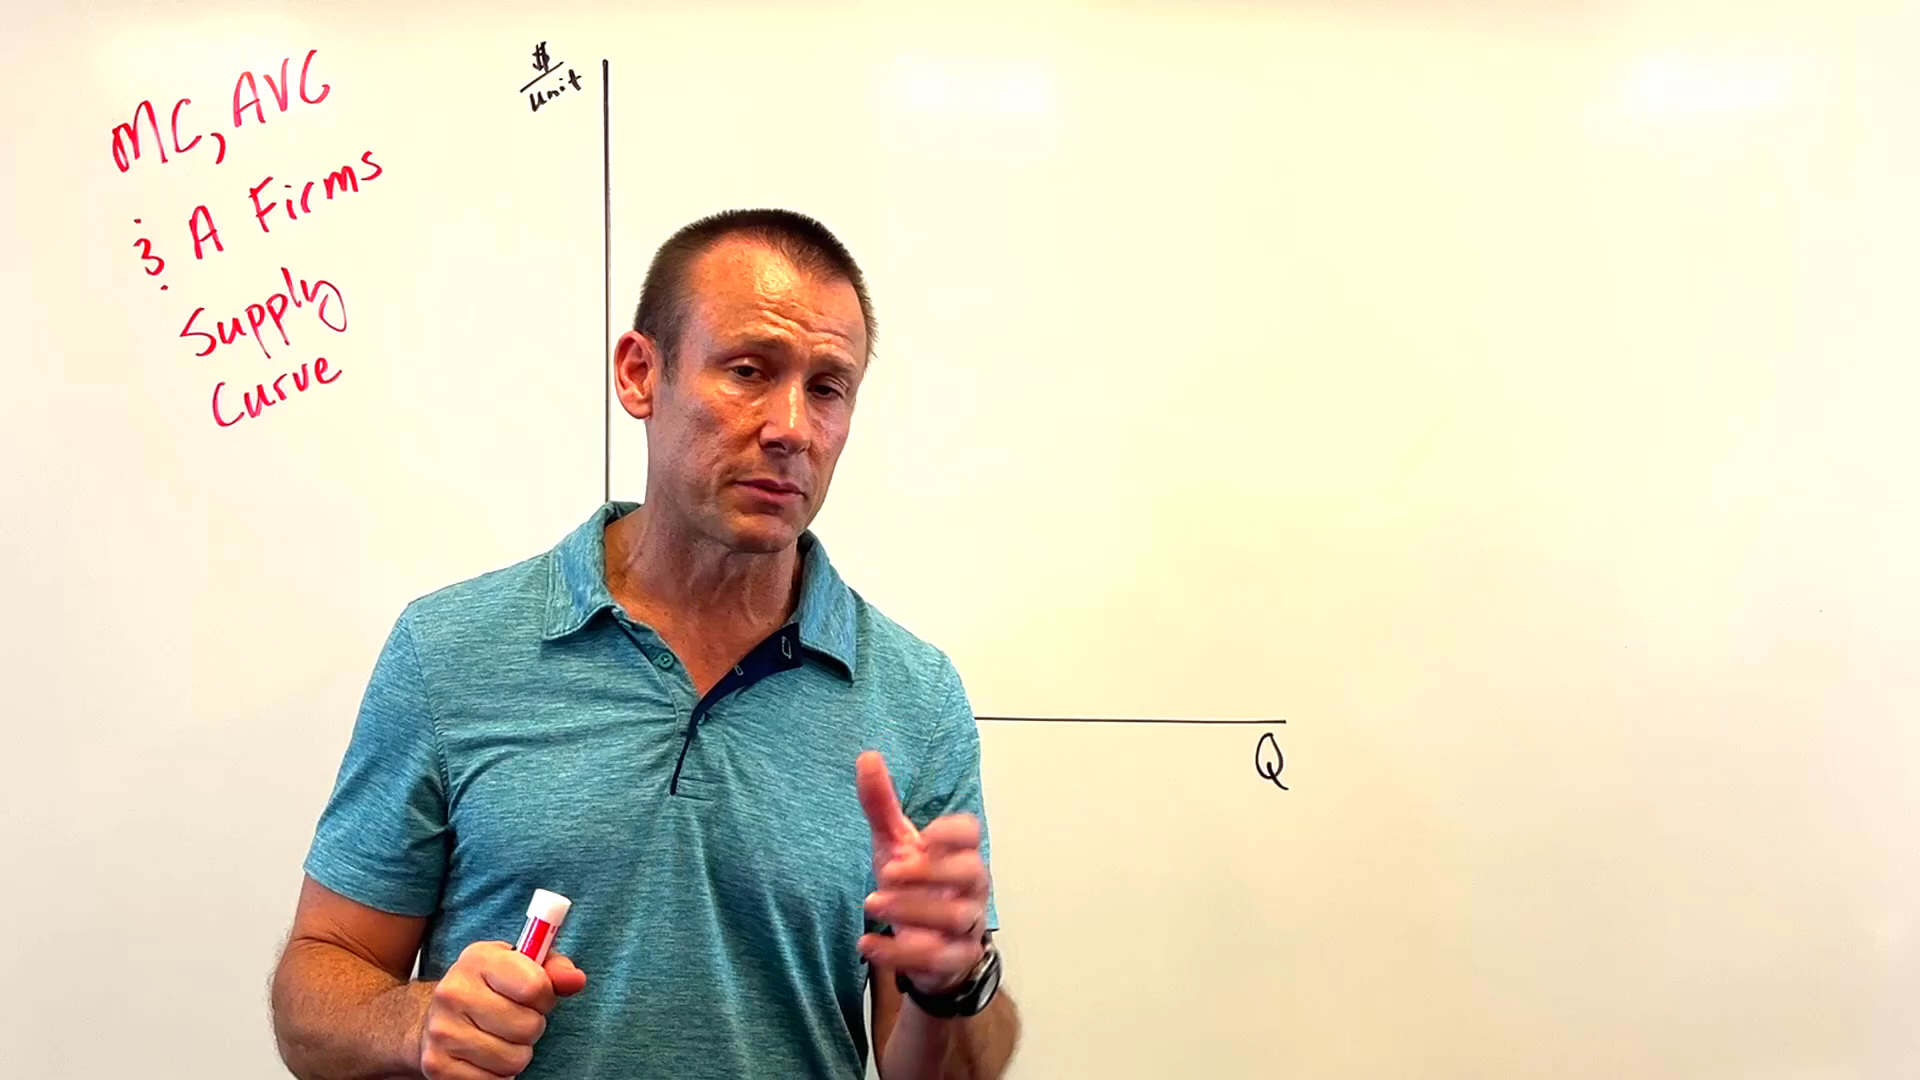 MC, AVC
& A Firms
Supply
Curve
$
unit
Q